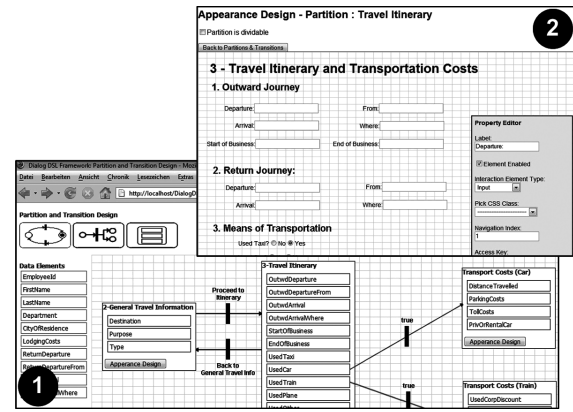 Appearance Design - Partition : Travel Itinerary
2
Partition is dividable
Back to Partitions & Transitions
3 - Travel Itinerary and Transportation Costs
1. Outward Journey
Departure: From:
Arrival: Where:
Start of Business: End of Business:
2. Return Journey:
Departure: From:
Arrival: Where:
3. Means of Transportation
Used Taxi? No Yes
Property Editor
Label:
Departure:
Element Enabled
Interaction Element Type:
Input
Pick CSS Class:
Navigation Index:
1
Access Key:
Dialog DSL Framework: Partition and Transition Design - Mozi
Datei Bearbeiten Ansicht Chronik Lesezeichen Extras
http://localhost/DialogD
Partition and Transition Design
Data Elements
EmployeeId
FirstName
LastName
Department
CityOfResidence
LodgingCosts
ReturnDeparture
ReturnDepartureFrom
Where
1
2-General Travel Information
Destination
Purpose
Type
Apperance Design
Proceed to
Itinerary
Back to
General Travel Info
3-Travel Itinerary
OutwdDeparture
OutwdDepartureFrom
OutwdArrival
OutwdArrivalWhere
StartOfBusiness
EndOfBusiness
UsedTaxi
UsedCar
UsedTrain
UsedPlane
true
true
Transport Costs (Car)
DistanceTravelled
ParkingCosts
TollCosts
PrivOrRentalCar
Apperance Design
Transport Costs (Train)
UsedCorpDiscount